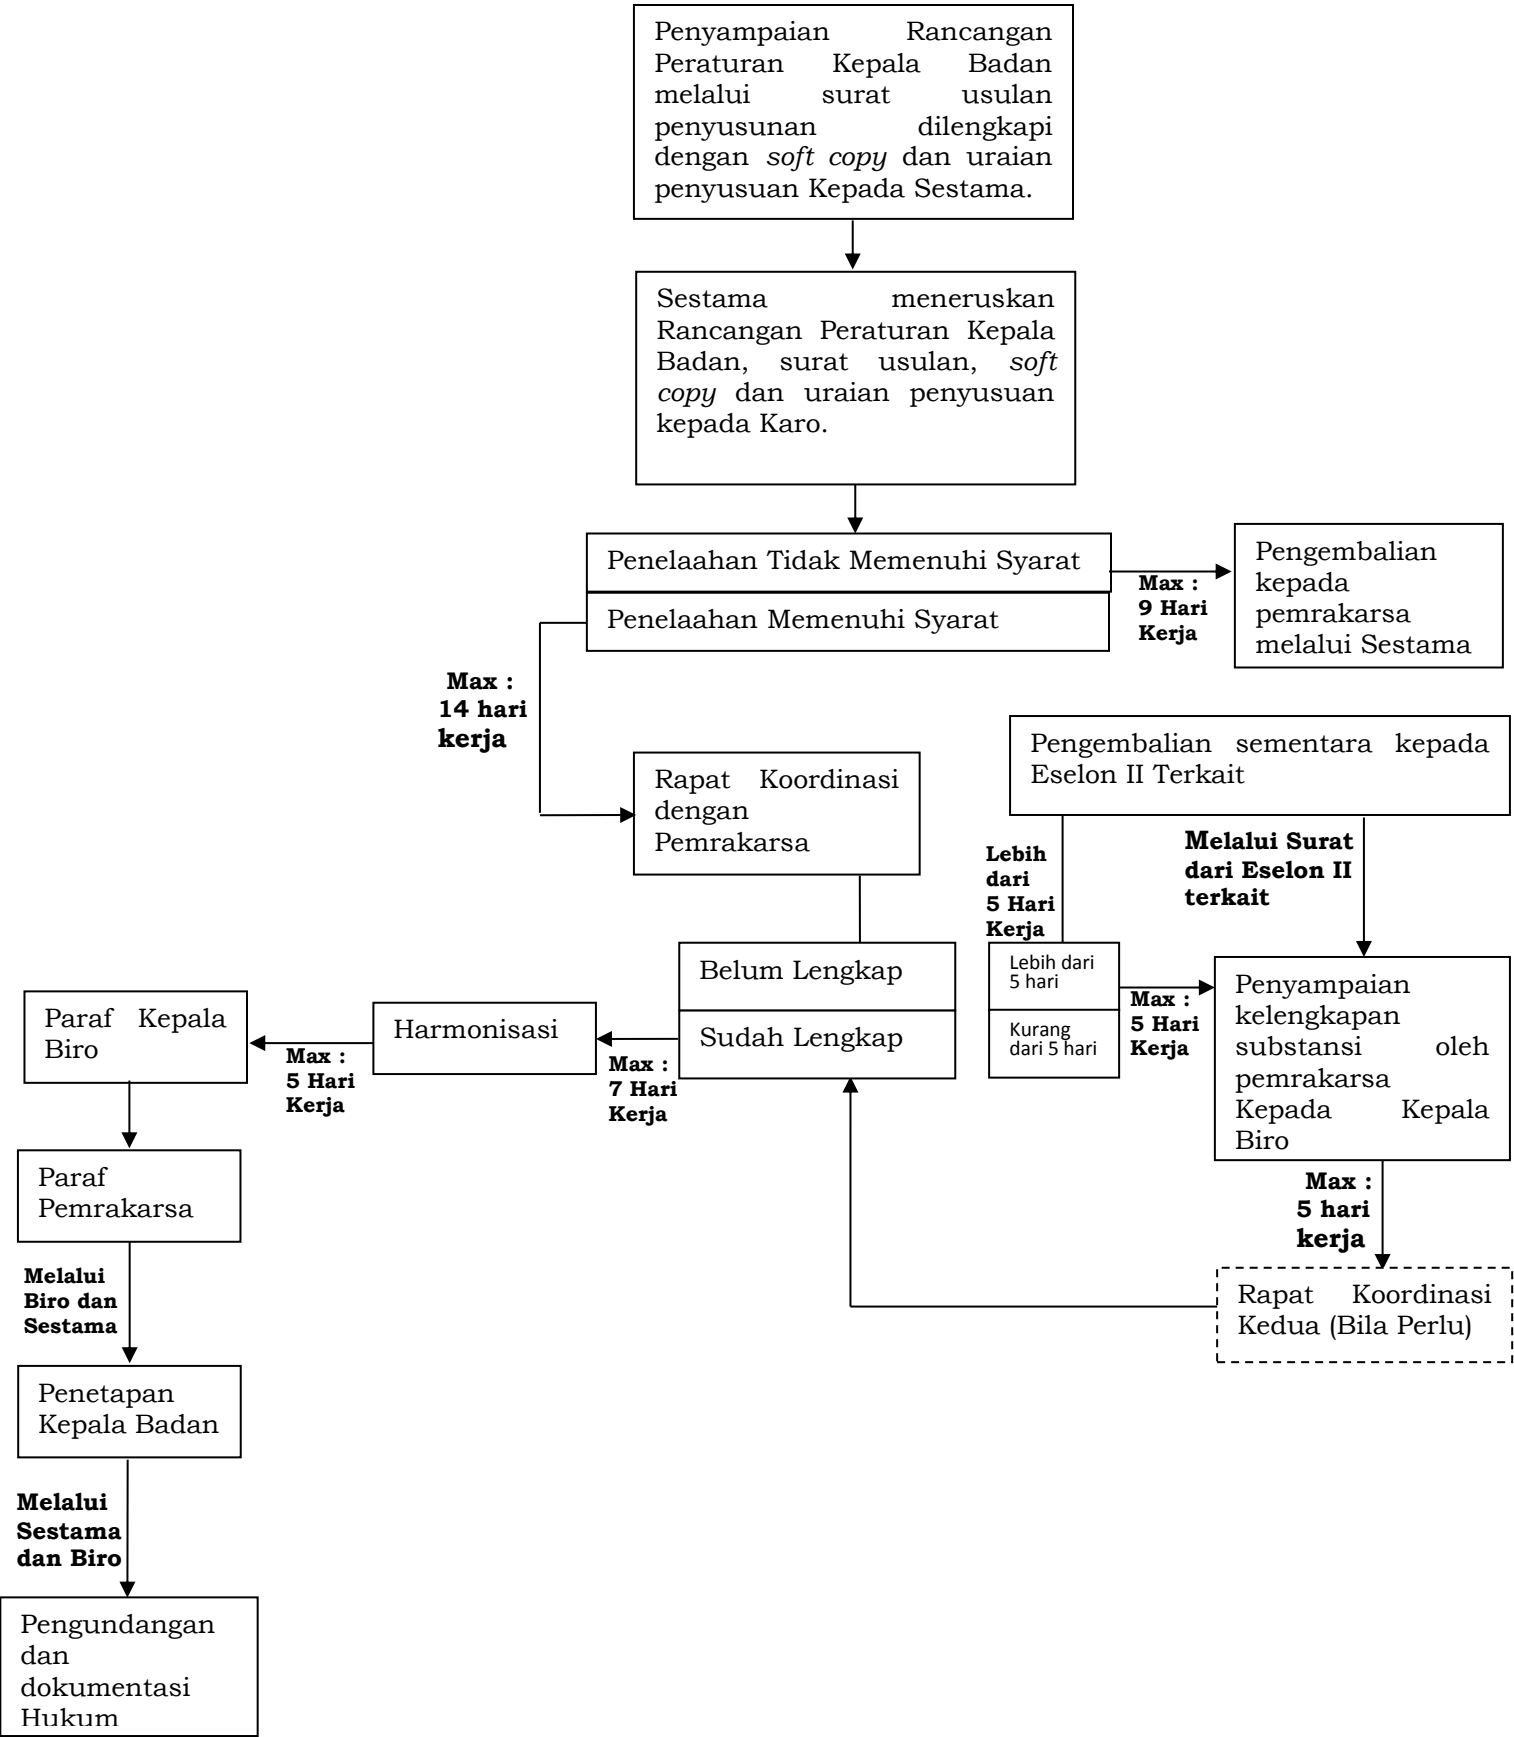 Penyampaian Rancangan
Peraturan Kepala Badan
melalui surat usulan
penyusunan dilengkapi
dengan soft copy dan uraian
penyusuan Kepada Sestama.
Sestama meneruskan
Rancangan Peraturan Kepala
Badan, surat usulan, soft
copy dan uraian penyusuan
kepada Karo.
Penelaahan Tidak Memenuhi Syarat
Penelaahan Memenuhi Syarat
Max :
9 Hari
Kerja
Pengembalian
kepada
pemrakarsa
melalui Sestama
Max :
14 hari
kerja
Rapat Koordinasi
dengan
Pemrakarsa
Pengembalian sementara kepada
Eselon II Terkait
Lebih
dari
5 Hari
Kerja
Melalui Surat
dari Eselon II
terkait
Belum Lengkap
Sudah Lengkap
Lebih dari
5 hari
Kurang
dari 5 hari
Max :
5 Hari
Kerja
Penyampaian
kelengkapan
substansi oleh
pemrakarsa
Kepada Kepala
Biro
Max :
7 Hari
Kerja
Harmonisasi
Max :
5 Hari
Kerja
Paraf Kepala
Biro
Max :
5 hari
kerja
Rapat Koordinasi
Kedua (Bila Perlu)
Paraf
Pemrakarsa
Melalui
Biro dan
Sestama
Penetapan
Kepala Badan
Melalui
Sestama
dan Biro
Pengundangan
dan
dokumentasi
Hukum